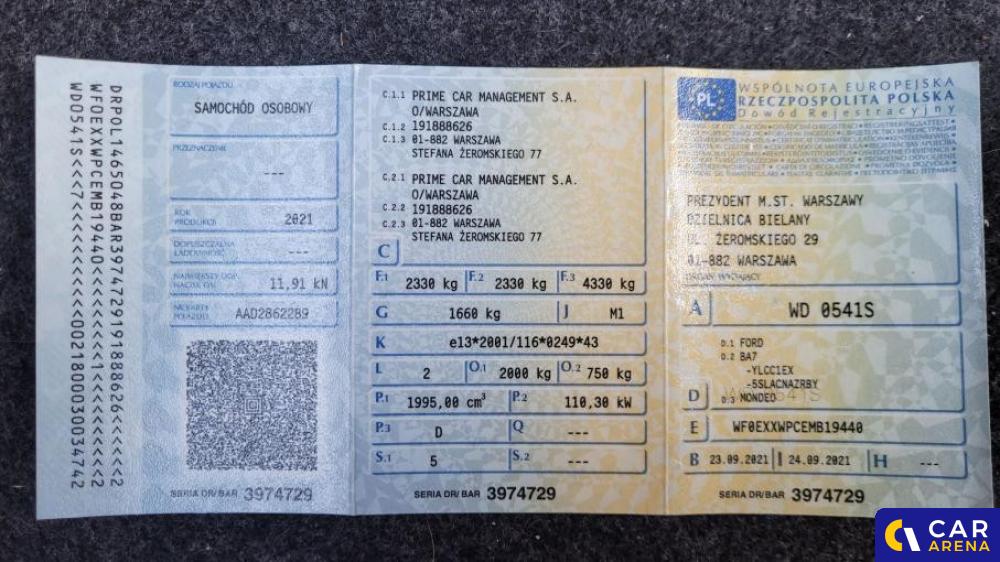 DRPOL1465048BAR39747291918886​26<<<<<<2
WF0EXXWPCEMB19440<<<<<<<1<<<<<<<<2
WD0541S<<<7<<<<<<<<<<<<<0021800030034742
RODZAJ POJAZDU
SAMOCHÓD OSOBOWY
PRZEZNACZENIE
---
ROK
PRODUKCJI
2021
DOPUSZCZALNA
ŁADOWNOŚĆ
---
NAJWIĘKSZY DOP.
NACISK OSI
11,91 kN
NR KARTY
POJAZDU
AAD2862289
SERIA DR/BAR 3974729
C.1.1 PRIME CAR MANAGEMENT S.A.
O/WARSZAWA
C.1.2 191888626
C.1.3 01-882 WARSZAWA
STEFANA ŻEROMSKIEGO 77
C.2.1 PRIME CAR MANAGEMENT S.A.
O/WARSZAWA
C.2.2 191888626
C.2.3 01-882 WARSZAWA
STEFANA ŻEROMSKIEGO 77
C
F.1 2330 kg F.2 2330 kg F.3 4330 kg
G 1660 kg J M1
K e13*2001/116*0249*43
L 2 O.1 2000 kg O.2 750 kg
P.1 1995,00 cm³ P.2 110,30 kW
P.3 D Q ---
S.1 5 S.2 ---
SERIA DR/BAR 3974729
PL
WSPÓLNOTA EUROPEJSKA
RZECZPOSPOLITA POLSKA
Dowód Rejestracyjny
PREZYDENT M.ST. WARSZAWY
DZIELNICA BIELANY
UL. ŻEROMSKIEGO 29
01-882 WARSZAWA
ORGAN WYDAJĄCY
A WD 0541S
D.1 FORD
D.2 BA7
-YLCC1EX
-5SLACNAZRBY
D D.3 MONDEO
E WF0EXXWPCEMB19440
B 23.09.2021 I 24.09.2021 H ---
SERIA DR/BAR 3974729
CAR
ARENA